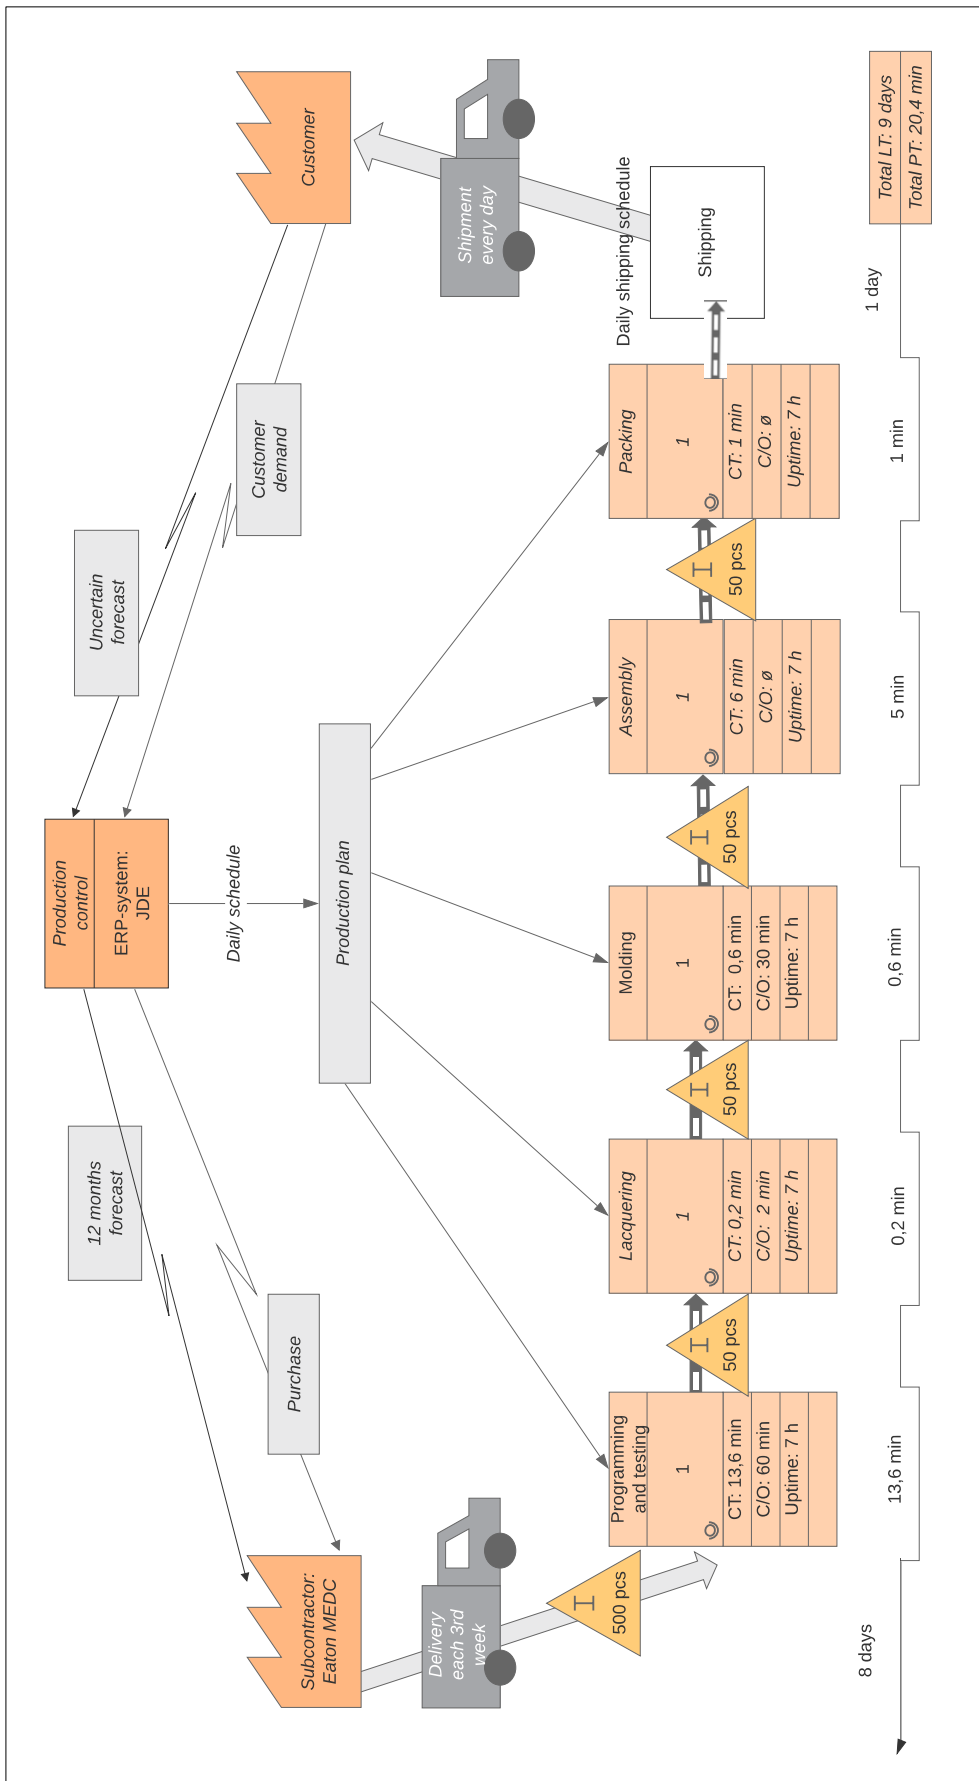 Subcontractor:
Eaton MEDC
12 months
forecast
Purchase
Production
control
ERP-system:
JDE
Uncertain
forecast
Customer
demand
Customer
Daily schedule
Production plan
Delivery
each 3rd
week
Shipment
every day
500 pcs
Programming
and testing
1
CT: 13,6 min
C/O: 60 min
Uptime: 7 h
I
50 pcs
Lacquering
1
CT: 0,2 min
C/O: 2 min
Uptime: 7 h
I
50 pcs
Molding
1
CT: 0,6 min
C/O: 30 min
Uptime: 7 h
I
50 pcs
Assembly
1
CT: 6 min
C/O: ø
Uptime: 7 h
I
50 pcs
Packing
1
CT: 1 min
C/O: ø
Uptime: 7 h
I
Daily shipping schedule
Shipping
8 days
13,6 min
0,2 min
0,6 min
5 min
1 min
1 day
Total LT: 9 days
Total PT: 20,4 min